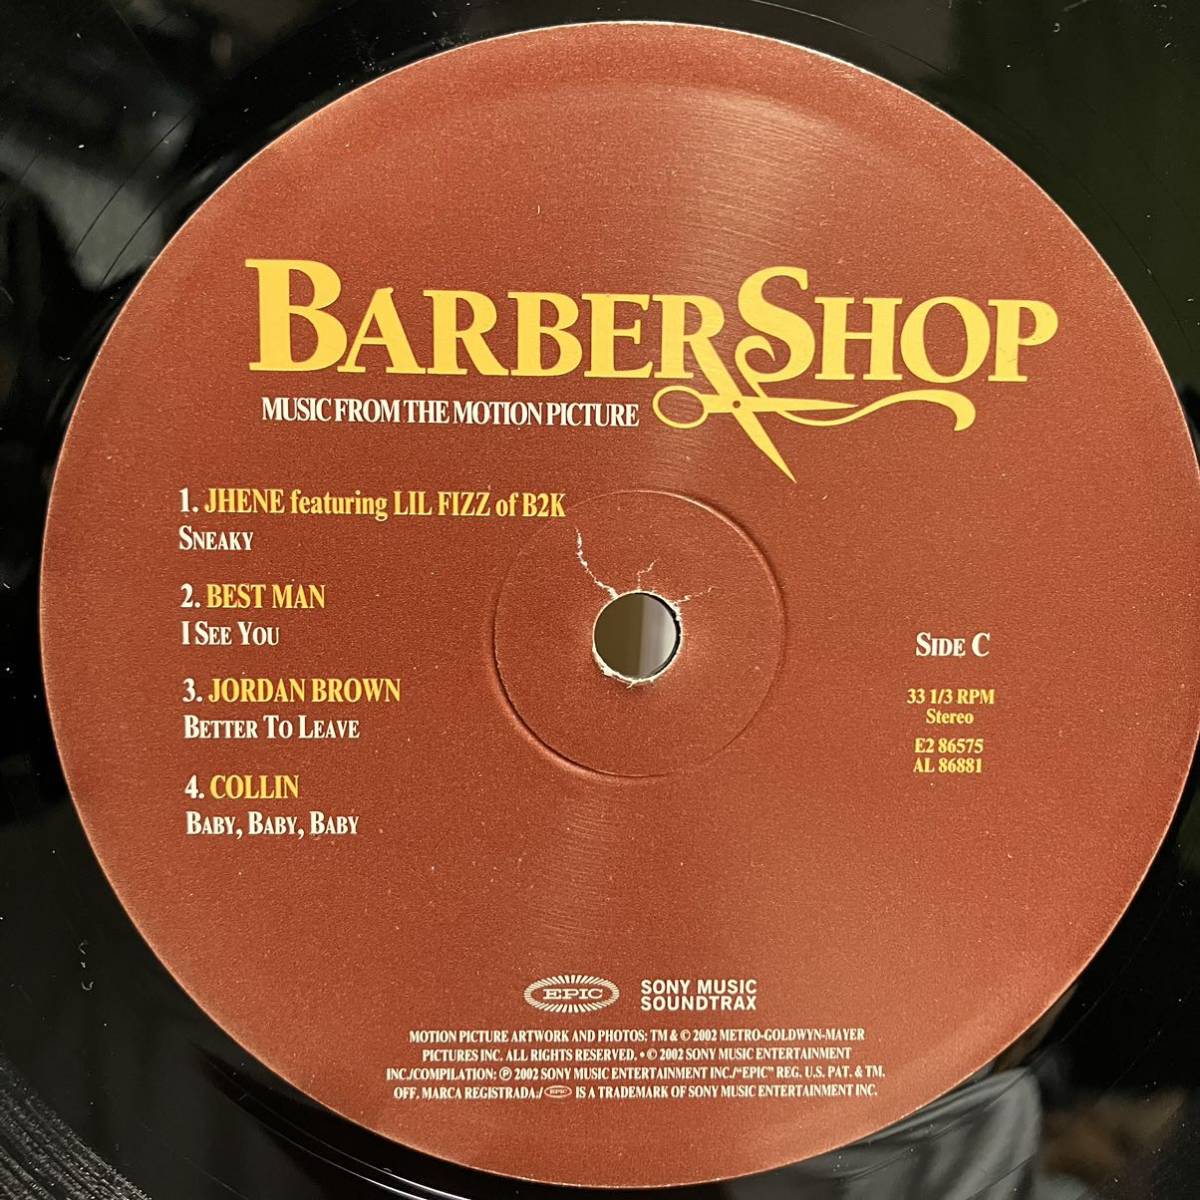 BARBERSHOP
MUSIC FROM THE MOTION PICTURE
1. JHENE featuring LIL FIZZ of B2K
SNEAKY
2. BEST MAN
I SEE YOU
3. JORDAN BROWN
BETTER TO LEAVE
4. COLLIN
BABY, BABY, BABY
SIDE C
33 1/3 RPM
Stereo
E2 86575
AL 86881
EPIC
SONY MUSIC
SOUNDTRAX
MOTION PICTURE ARTWORK AND PHOTOS: TM & © 2002 METRO-GOLDWYN-MAYER
PICTURES INC. ALL RIGHTS RESERVED. • © 2002 SONY MUSIC ENTERTAINMENT
INC./COMPILATION: ℗ 2002 SONY MUSIC ENTERTAINMENT INC./"EPIC" REG. U.S. PAT. & TM.
OFF. MARCA REGISTRADA./ EPIC IS A TRADEMARK OF SONY MUSIC ENTERTAINMENT INC.